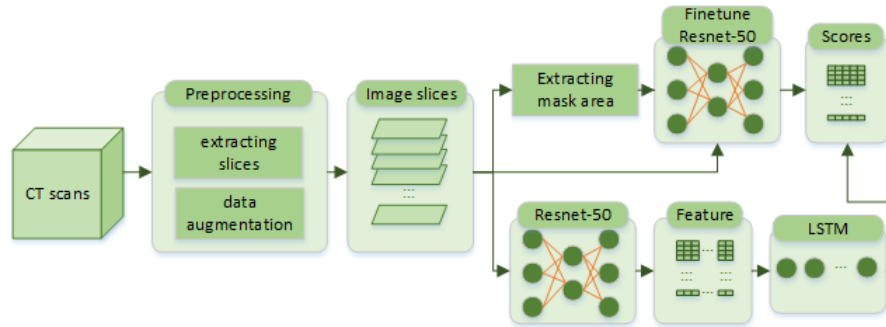 CT scans
Preprocessing
extracting
slices
data
augmentation
Image slices
...
Extracting
mask area
Finetune
Resnet-50
Scores
...
Resnet-50
Feature
...
... ...
...
LSTM
...